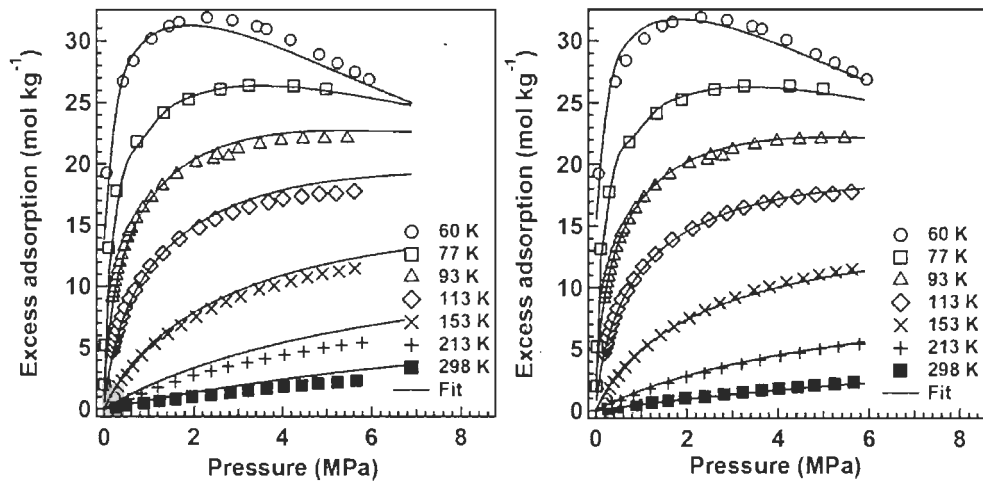 Excess adsorption (mol kg⁻¹)
30
25
20
15
10
5
0
60 K
77 K
93 K
113 K
153 K
213 K
298 K
Fit
0
2
4
6
8
Pressure (MPa)
Excess adsorption (mol kg⁻¹)
30
25
20
15
10
5
0
60 K
77 K
93 K
113 K
153 K
213 K
298 K
Fit
0
2
4
6
8
Pressure (MPa)